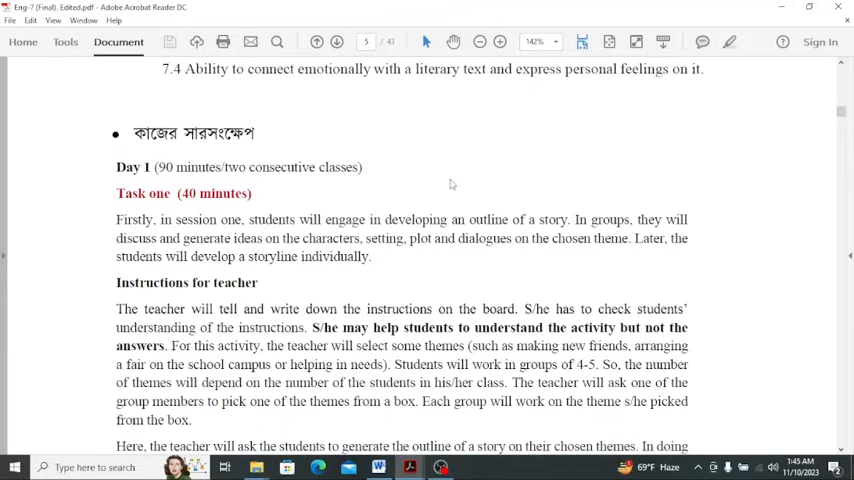 Eng-7 (Final). Edited.pdf - Adobe Acrobat Reader DC
File Edit View Window Help
Home Tools Document 5 / 43 142% Sign In
7.4 Ability to connect emotionally with a literary text and express personal feelings on it.
• কাজের সারসংক্ষেপ
Day 1 (90 minutes/two consecutive classes)
Task one (40 minutes)
Firstly, in session one, students will engage in developing an outline of a story. In groups, they will
discuss and generate ideas on the characters, setting, plot and dialogues on the chosen theme. Later, the
students will develop a storyline individually.
Instructions for teacher
The teacher will tell and write down the instructions on the board. S/he has to check students'
understanding of the instructions. S/he may help students to understand the activity but not the
answers. For this activity, the teacher will select some themes (such as making new friends, arranging
a fair on the school campus or helping in needs). Students will work in groups of 4-5. So, the number
of themes will depend on the number of the students in his/her class. The teacher will ask one of the
group members to pick one of the themes from a box. Each group will work on the theme s/he picked
from the box.
Here, the teacher will ask the students to generate the outline of a story on their chosen themes. In doing
Type here to search 69°F Haze 1:45 AM
11/10/2023 2